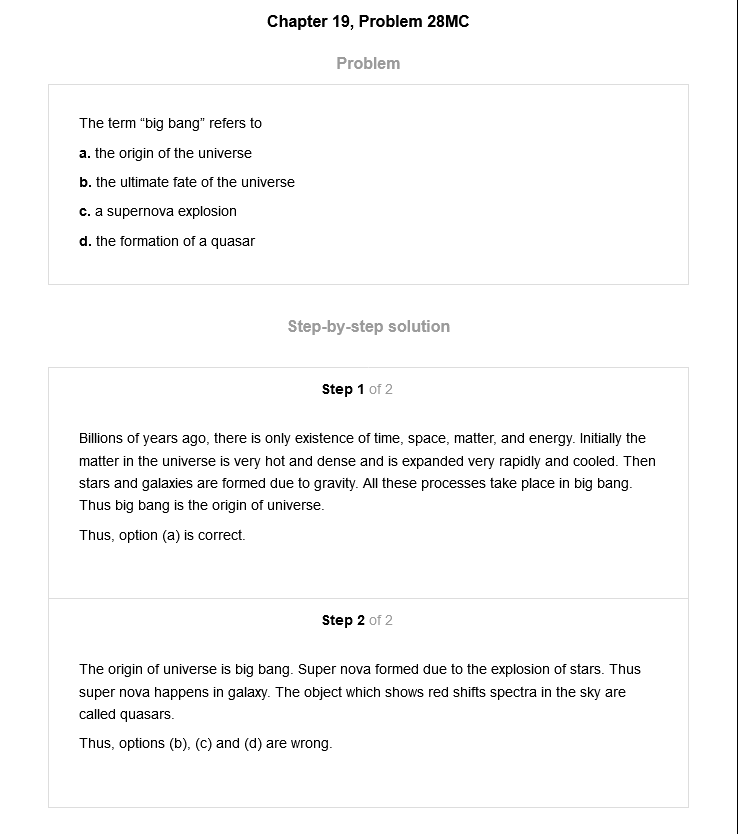 Chapter 19, Problem 28MC
Problem
The term “big bang” refers to
a. the origin of the universe
b. the ultimate fate of the universe
c. a supernova explosion
d. the formation of a quasar
Step-by-step solution
Step 1 of 2
Billions of years ago, there is only existence of time, space, matter, and energy. Initially the
matter in the universe is very hot and dense and is expanded very rapidly and cooled. Then
stars and galaxies are formed due to gravity. All these processes take place in big bang.
Thus big bang is the origin of universe.
Thus, option (a) is correct.
Step 2 of 2
The origin of universe is big bang. Super nova formed due to the explosion of stars. Thus
super nova happens in galaxy. The object which shows red shifts spectra in the sky are
called quasars.
Thus, options (b), (c) and (d) are wrong.